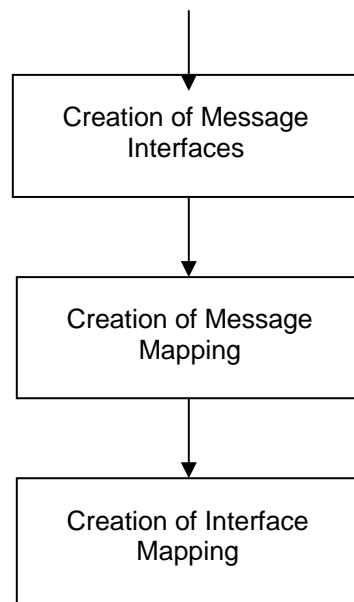 Creation of Message
Interfaces
Creation of Message
Mapping
Creation of Interface
Mapping